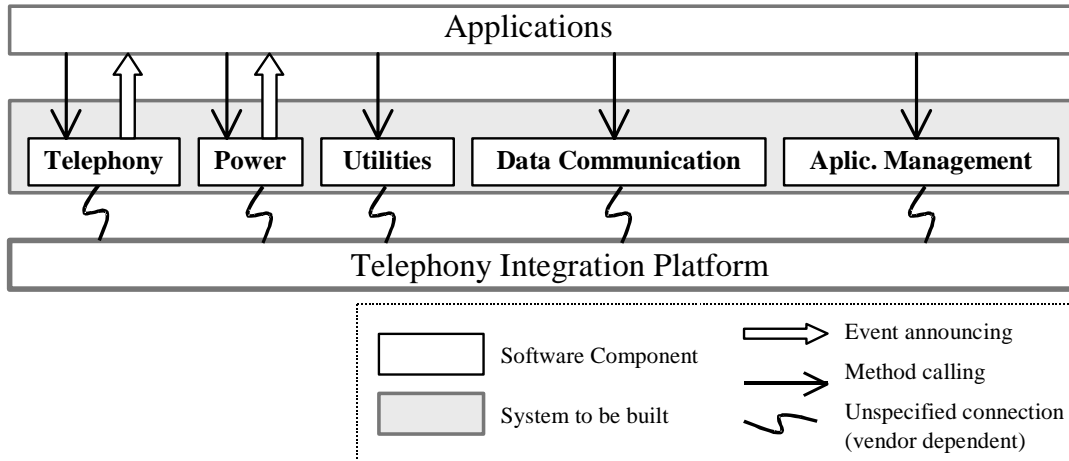 Applications
Telephony
Power
Utilities
Data Communication
Aplic. Management
Telephony Integration Platform
Software Component
System to be built
Event announcing
Method calling
Unspecified connection
(vendor dependent)